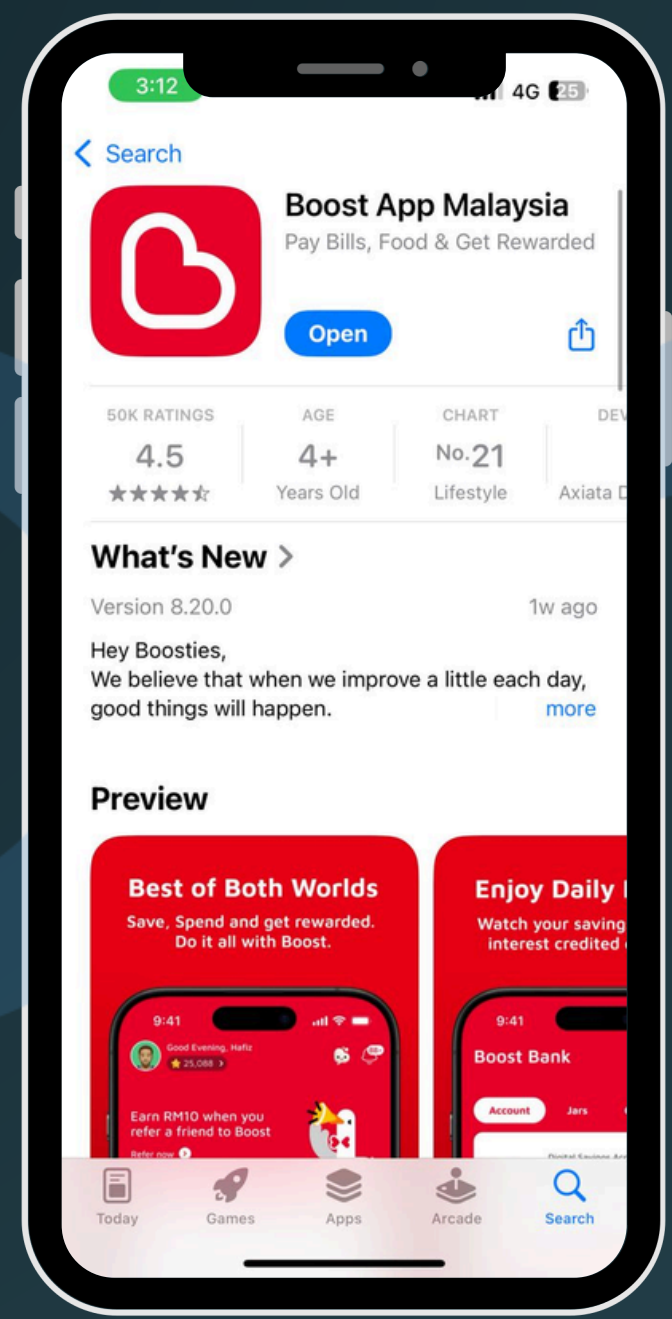 3:12
4G 25
Search
Boost App Malaysia
Pay Bills, Food & Get Rewarded
Open
50K RATINGS
4.5
AGE
4+
Years Old
CHART
No.21
Lifestyle
DEV
Axiata D
What's New
Version 8.20.0
1w ago
Hey Boosties,
We believe that when we improve a little each day,
good things will happen.
more
Preview
Best of Both Worlds
Save, Spend and get rewarded.
Do it all with Boost.
9:41
Good Evening, Hafiz
25,088
Earn RM10 when you
refer a friend to Boost
Refer now
Enjoy Daily
Watch your saving
interest credited
9:41
Boost Bank
Account
Jars
Digital Savings Acc
Today
Games
Apps
Arcade
Search